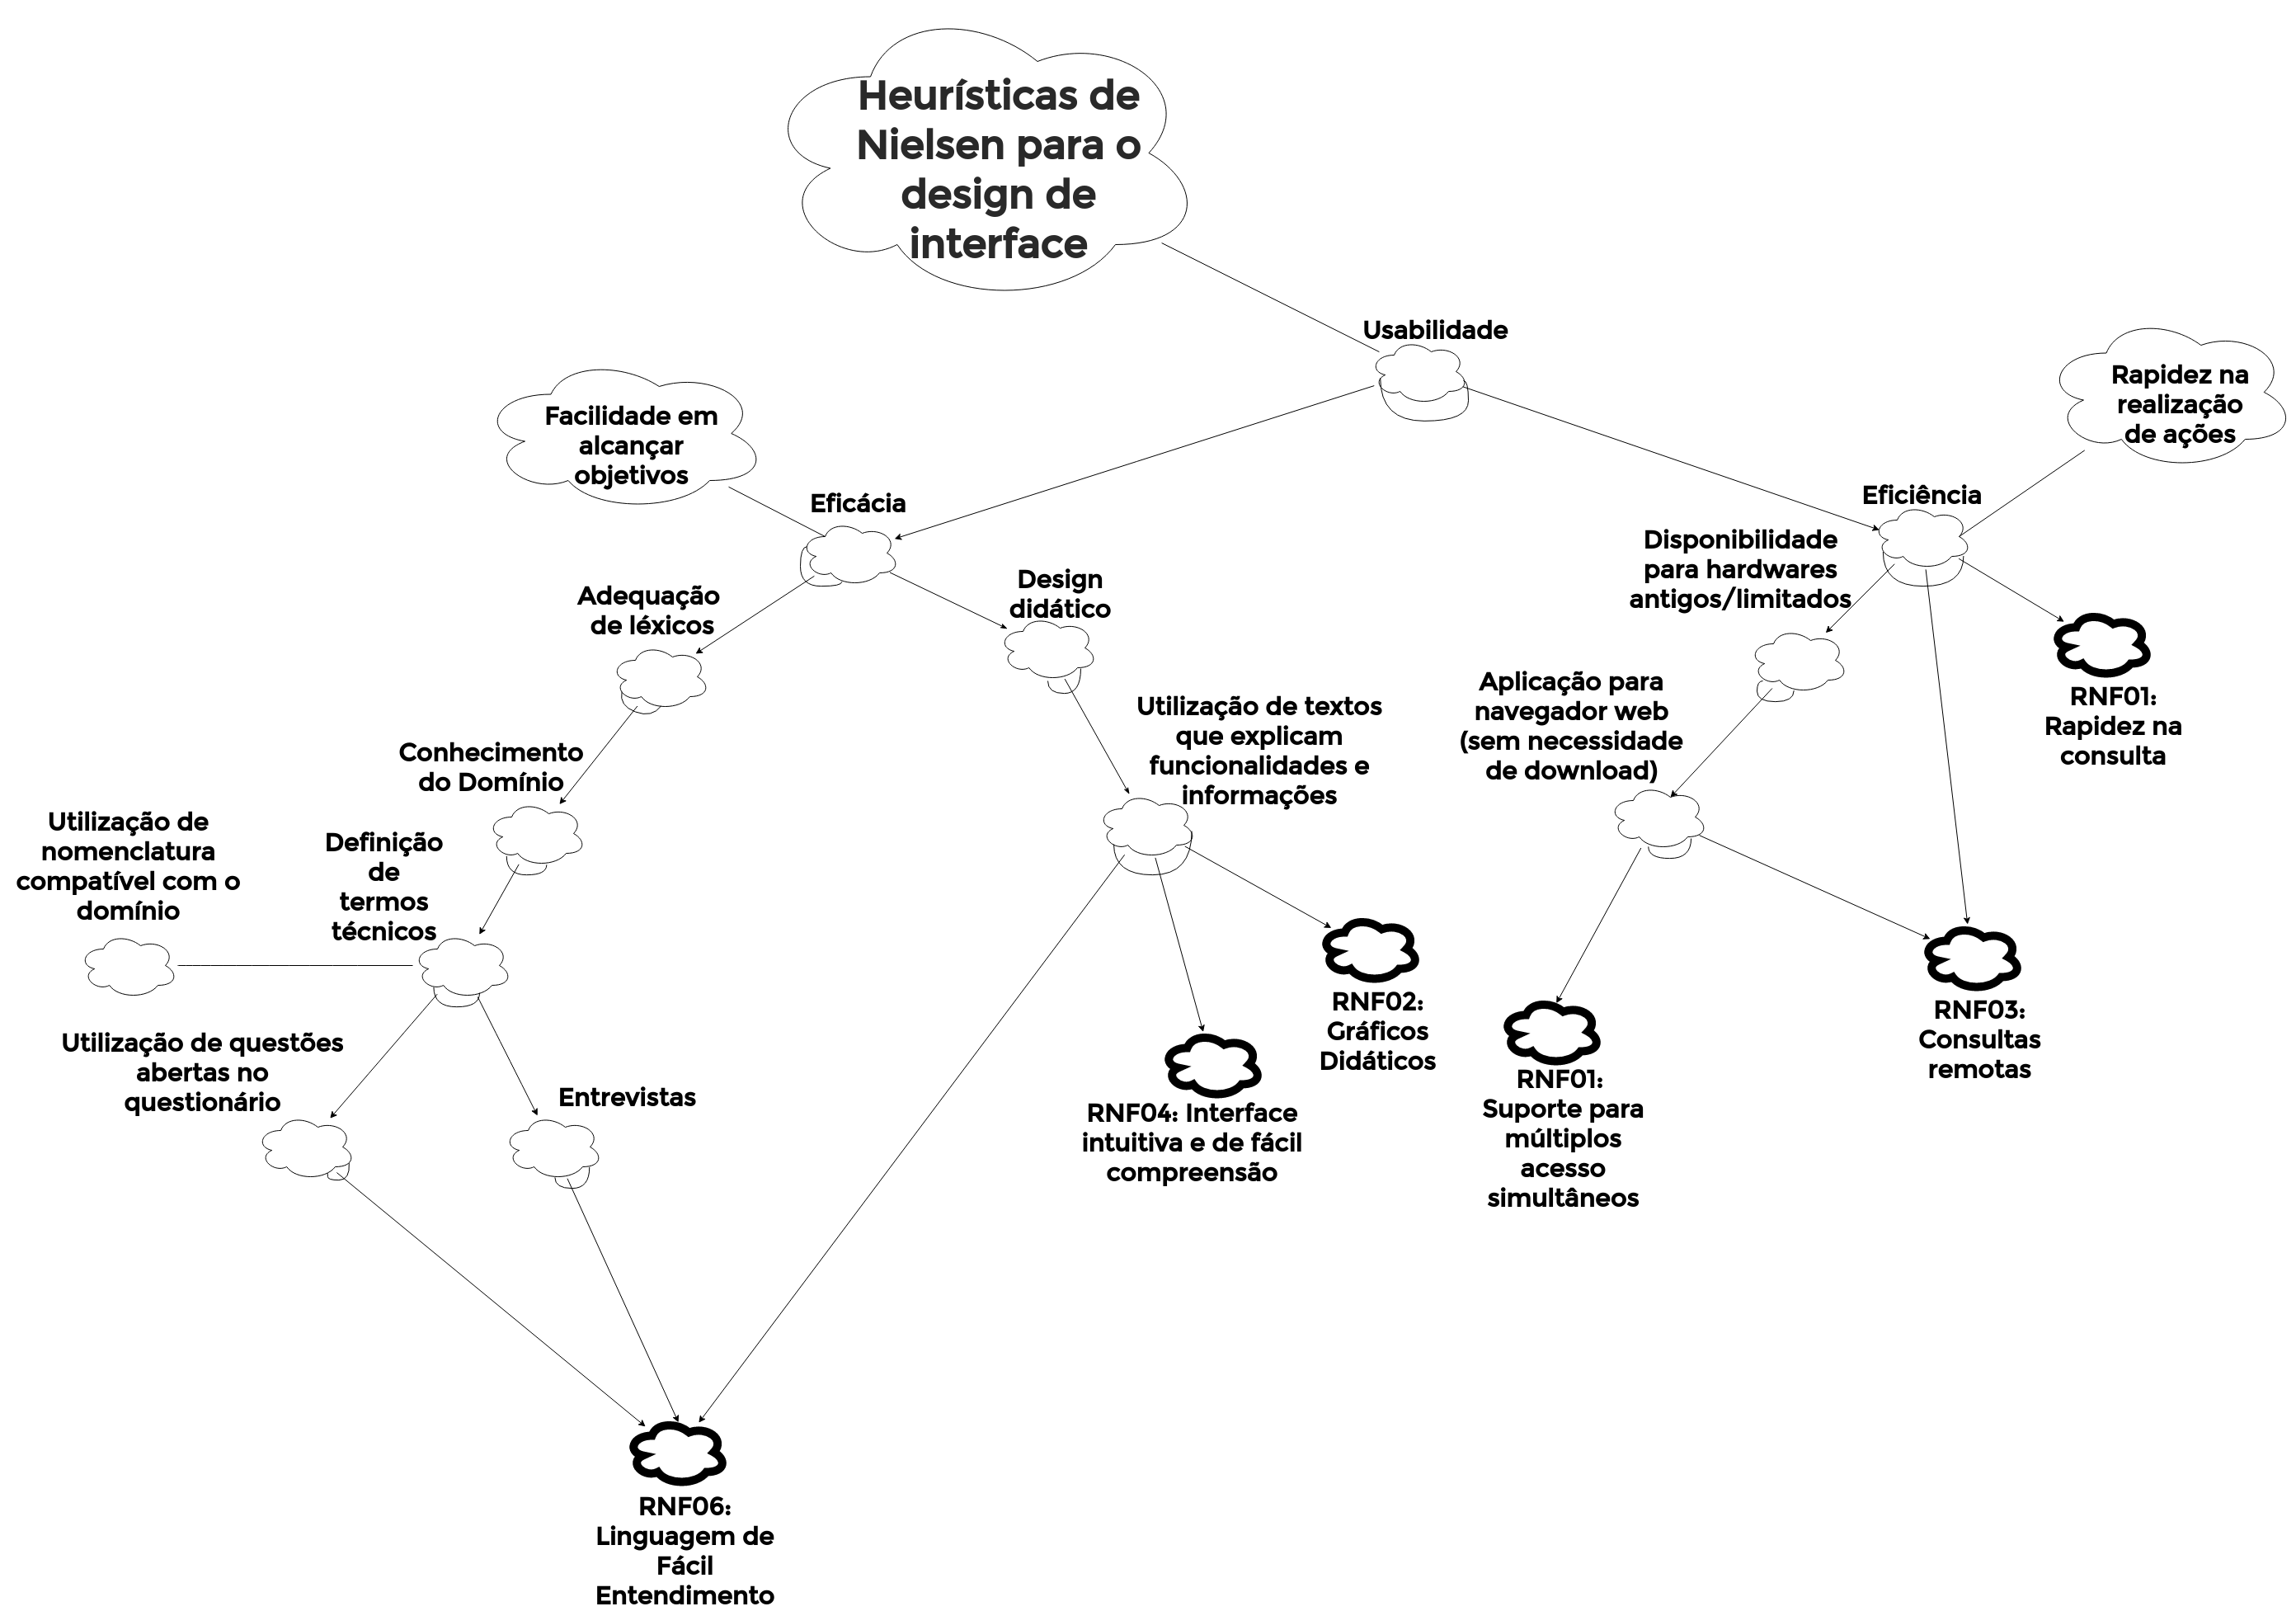 Heurísticas de
Nielsen para o
design de
interface
Usabilidade
Rapidez na
realização
de ações
Facilidade em
alcançar
objetivos
Eficácia
Eficiência
Disponibilidade
para hardwares
antigos/limitados
Adequação
de léxicos
Design
didático
Aplicação para
navegador web
(sem necessidade
de download)
RNF01:
Rapidez na
consulta
Utilização de textos
que explicam
funcionalidades e
informações
Conhecimento
do Domínio
Utilização de
nomenclatura
compatível com o
domínio
Definição
de
termos
técnicos
RNF02:
Gráficos
Didáticos
RNF03:
Consultas
remotas
Utilização de questões
abertas no
questionário
Entrevistas
RNF04: Interface
intuitiva e de fácil
compreensão
RNF01:
Suporte para
múltiplos
acesso
simultâneos
RNF06:
Linguagem de
Fácil
Entendimento